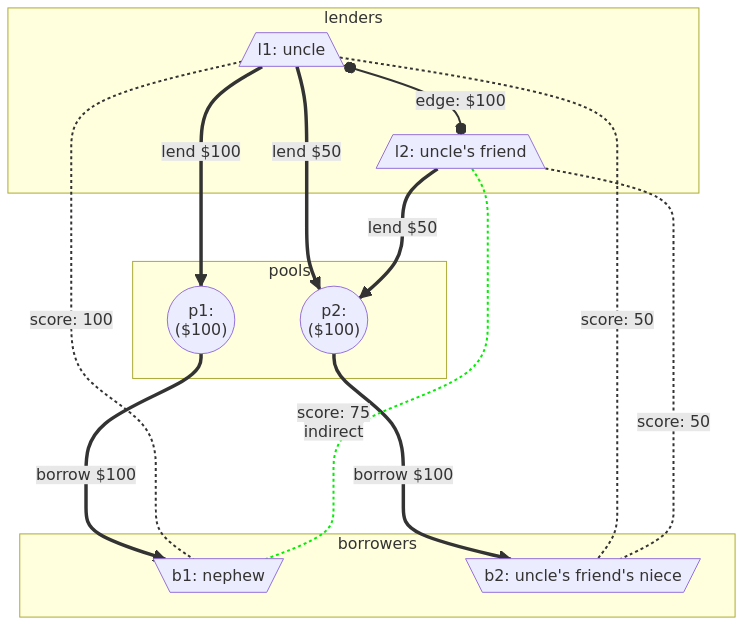 lenders
l1: uncle
edge: $100
lend $100
lend $50
l2: uncle's friend
lend $50
pools
p1:
($100)
p2:
($100)
score: 100
score: 50
score: 75
indirect
score: 50
borrow $100
borrow $100
borrowers
b1: nephew
b2: uncle's friend's niece